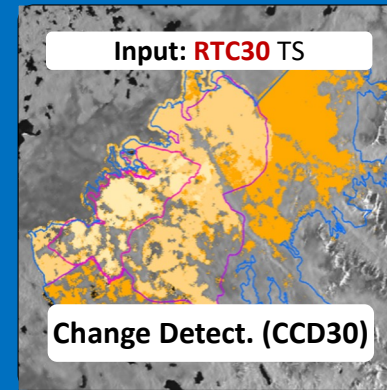 Input: RTC30 TS
Change Detect. (CCD30)